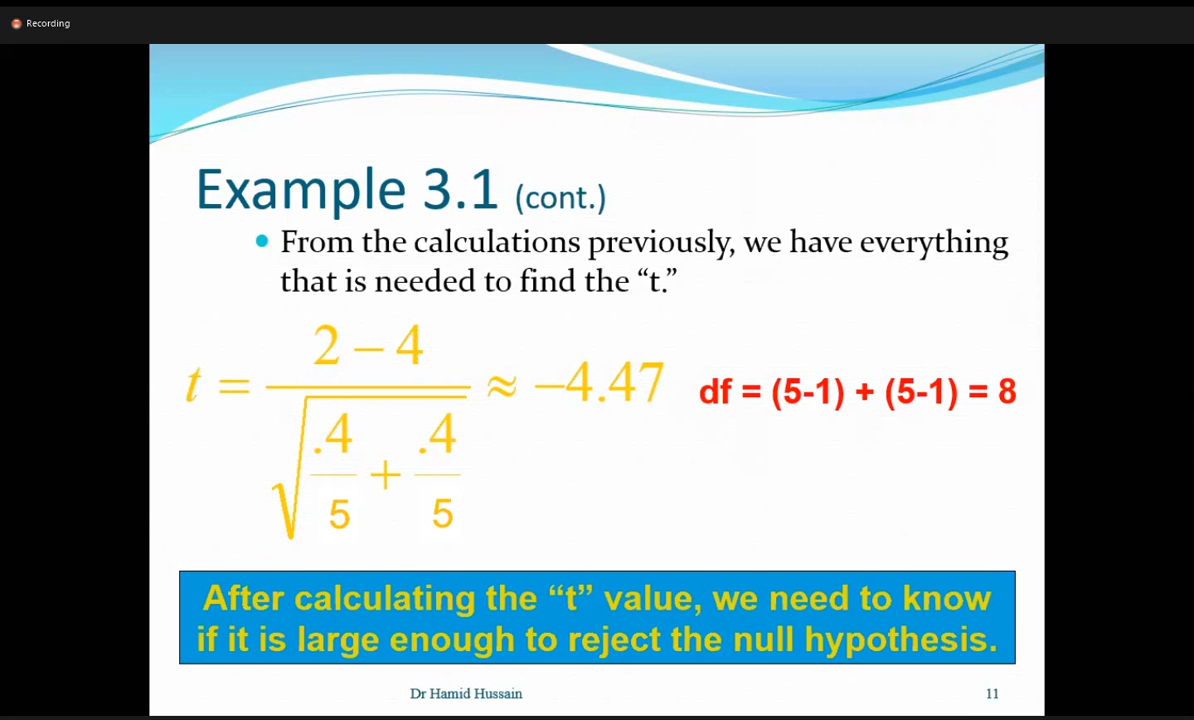 Recording
Example 3.1 (cont.)
• From the calculations previously, we have everything
that is needed to find the “t.”
2 – 4
t = ≈ –4.47 df = (5-1) + (5-1) = 8
√ .4 + .4
5 5
After calculating the “t” value, we need to know
if it is large enough to reject the null hypothesis.
Dr Hamid Hussain 11